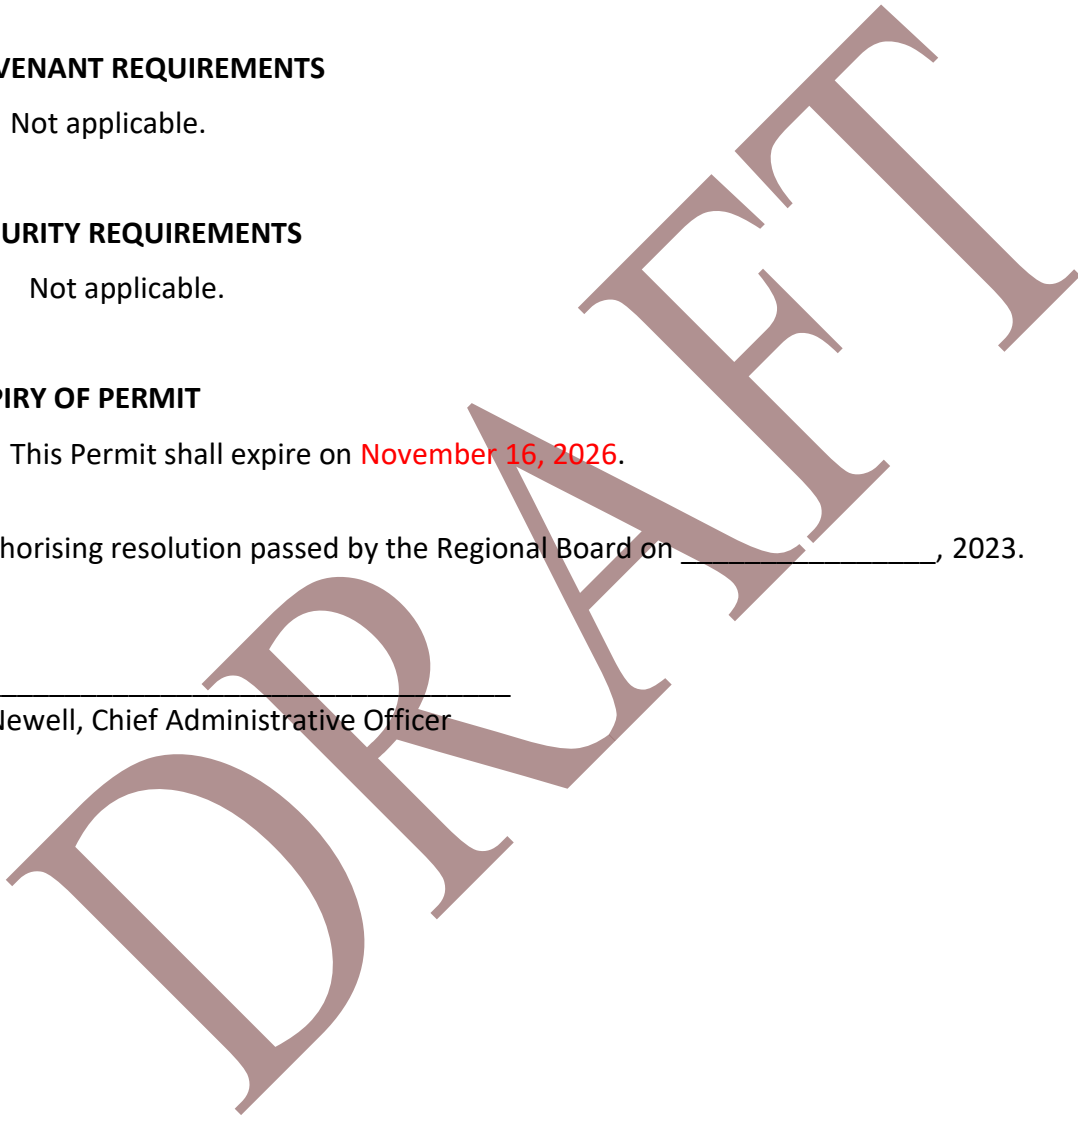 VENANT REQUIREMENTS
Not applicable.
URITY REQUIREMENTS
Not applicable.
PIRY OF PERMIT
This Permit shall expire on November 16, 2026.
horising resolution passed by the Regional Board on ________________, 2023.
________________________________
Newell, Chief Administrative Officer
DRAFT